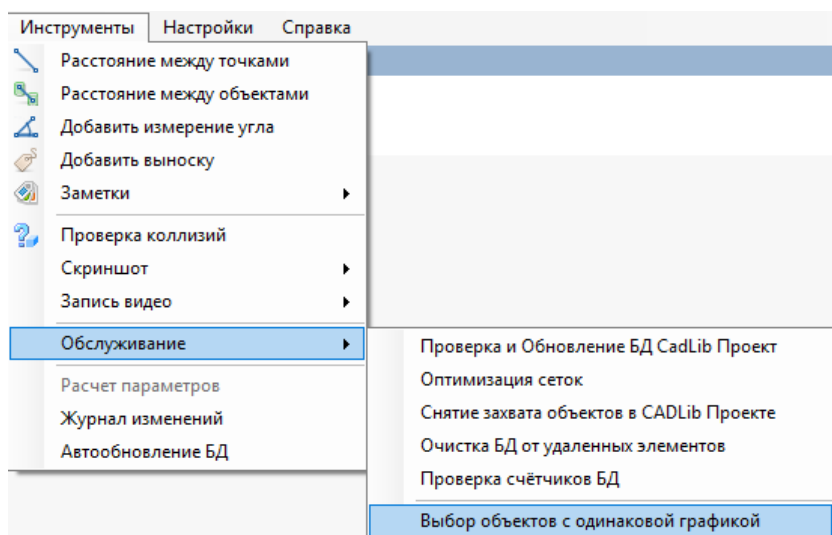 Инструменты Настройки Справка
Расстояние между точками
Расстояние между объектами
Добавить измерение угла
Добавить выноску
Заметки
Проверка коллизий
Скриншот
Запись видео
Обслуживание
Расчет параметров
Журнал изменений
Автообновление БД
Проверка и Обновление БД CadLib Проект
Оптимизация сеток
Снятие захвата объектов в CADLib Проекте
Очистка БД от удаленных элементов
Проверка счётчиков БД
Выбор объектов с одинаковой графикой